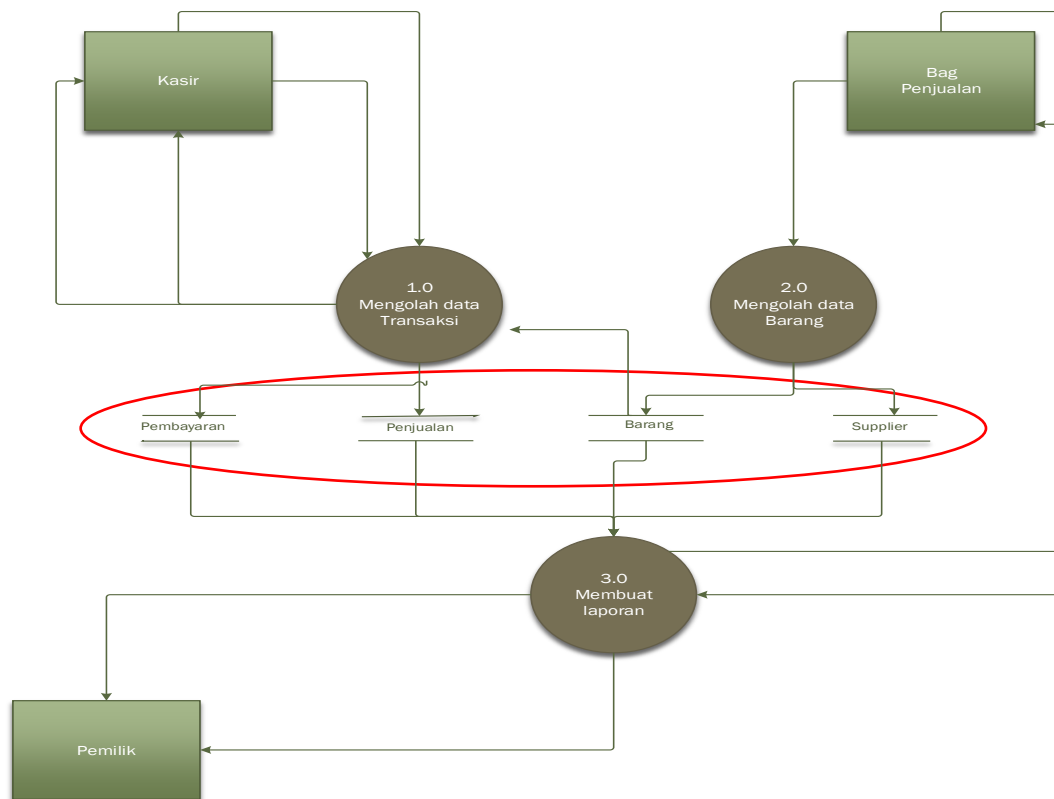 Kasir
Bag
Penjualan
1.0
Mengolah data
Transaksi
2.0
Mengolah data
Barang
Pembayaran
Penjualan
Barang
Supplier
3.0
Membuat
laporan
Pemilik